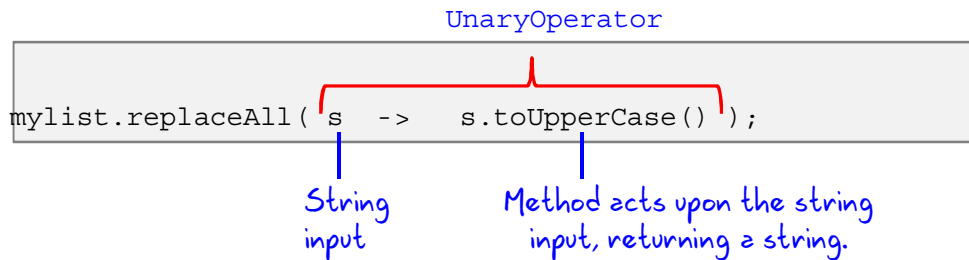 UnaryOperator
mylist.replaceAll( s -> s.toUpperCase() );
String
input
Method acts upon the string
input, returning a string.